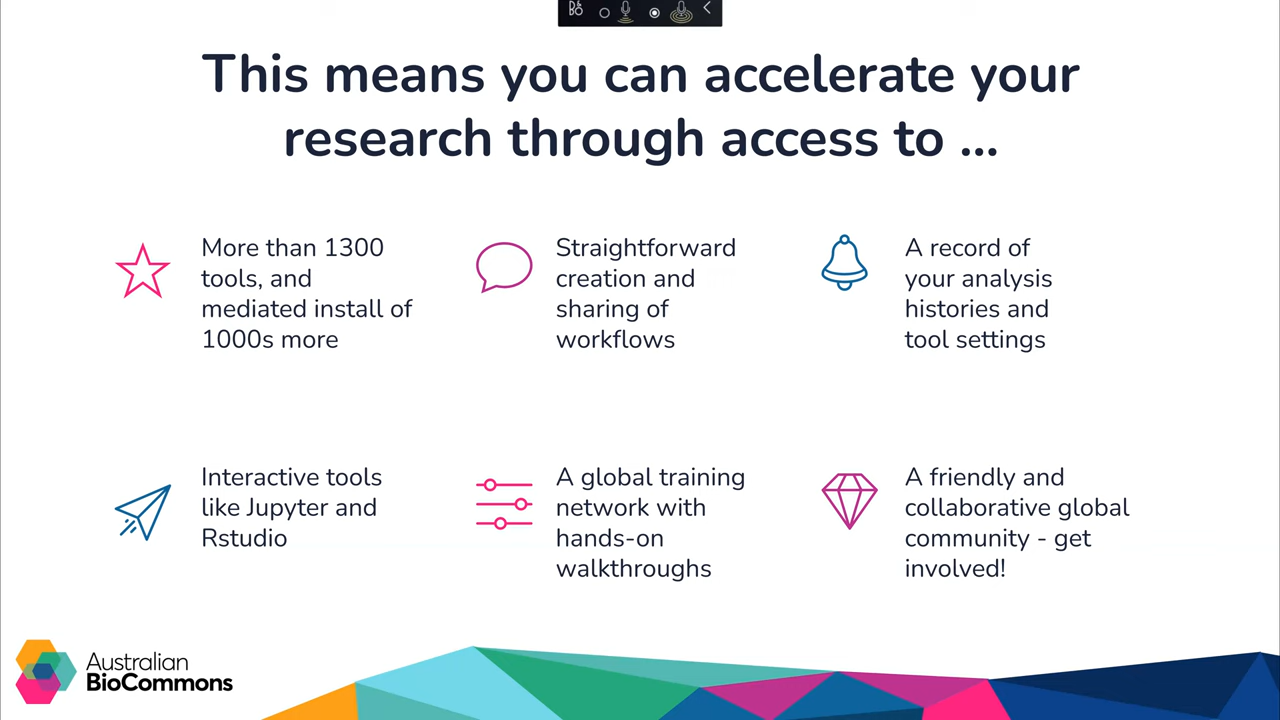 This means you can accelerate your
research through access to ...
More than 1300
tools, and
mediated install of
1000s more
Straightforward
creation and
sharing of
workflows
A record of
your analysis
histories and
tool settings
Interactive tools
like Jupyter and
Rstudio
A global training
network with
hands-on
walkthroughs
A friendly and
collaborative global
community - get
involved!
Australian
BioCommons